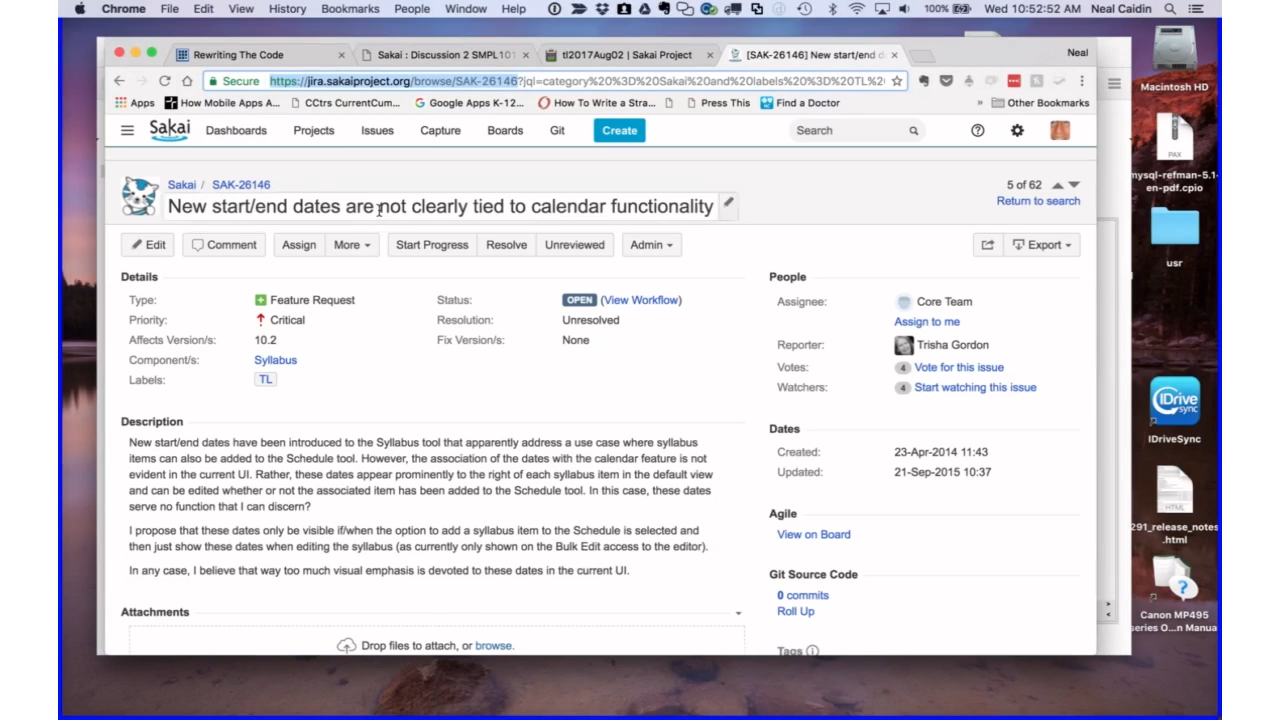 Chrome File Edit View History Bookmarks People Window Help 100% Wed 10:52:52 AM Neal Caidin
Rewriting The Code
Sakai : Discussion 2 SMPL101
tl2017Aug02 | Sakai Project
[SAK-26146] New start/end d
Neal
Secure https://jira.sakaiproject.org/browse/SAK-26146?jql=category%20%3D%20Sakai%20and%20labels%20%3D%20TL%2
Apps How Mobile Apps A... CCtrs CurrentCum... Google Apps K-12... How To Write a Stra... Press This Find a Doctor » Other Bookmarks
Sakai Dashboards Projects Issues Capture Boards Git Create Search
Sakai / SAK-26146
New start/end dates are not clearly tied to calendar functionality
5 of 62
Return to search
Edit Comment Assign More Start Progress Resolve Unreviewed Admin Export
Details
Type: Feature Request
Priority: Critical
Affects Version/s: 10.2
Component/s: Syllabus
Labels: TL
Status: OPEN (View Workflow)
Resolution: Unresolved
Fix Version/s: None
Description
New start/end dates have been introduced to the Syllabus tool that apparently address a use case where syllabus
items can also be added to the Schedule tool. However, the association of the dates with the calendar feature is not
evident in the current UI. Rather, these dates appear prominently to the right of each syllabus item in the default view
and can be edited whether or not the associated item has been added to the Schedule tool. In this case, these dates
serve no function that I can discern?
I propose that these dates only be visible if/when the option to add a syllabus item to the Schedule is selected and
then just show these dates when editing the syllabus (as currently only shown on the Bulk Edit access to the editor).
In any case, I believe that way too much visual emphasis is devoted to these dates in the current UI.
Attachments
Drop files to attach, or browse.
People
Assignee: Core Team
Assign to me
Reporter: Trisha Gordon
Votes: 4 Vote for this issue
Watchers: 4 Start watching this issue
Dates
Created: 23-Apr-2014 11:43
Updated: 21-Sep-2015 10:37
Agile
View on Board
Git Source Code
0 commits
Roll Up
Tags
Macintosh HD
PAX
mysql-refman-5.1-
en-pdf.cpio
usr
IDrive
sync
IDriveSync
HTML
291_release_notes
.html
Canon MP495
series O...n Manua